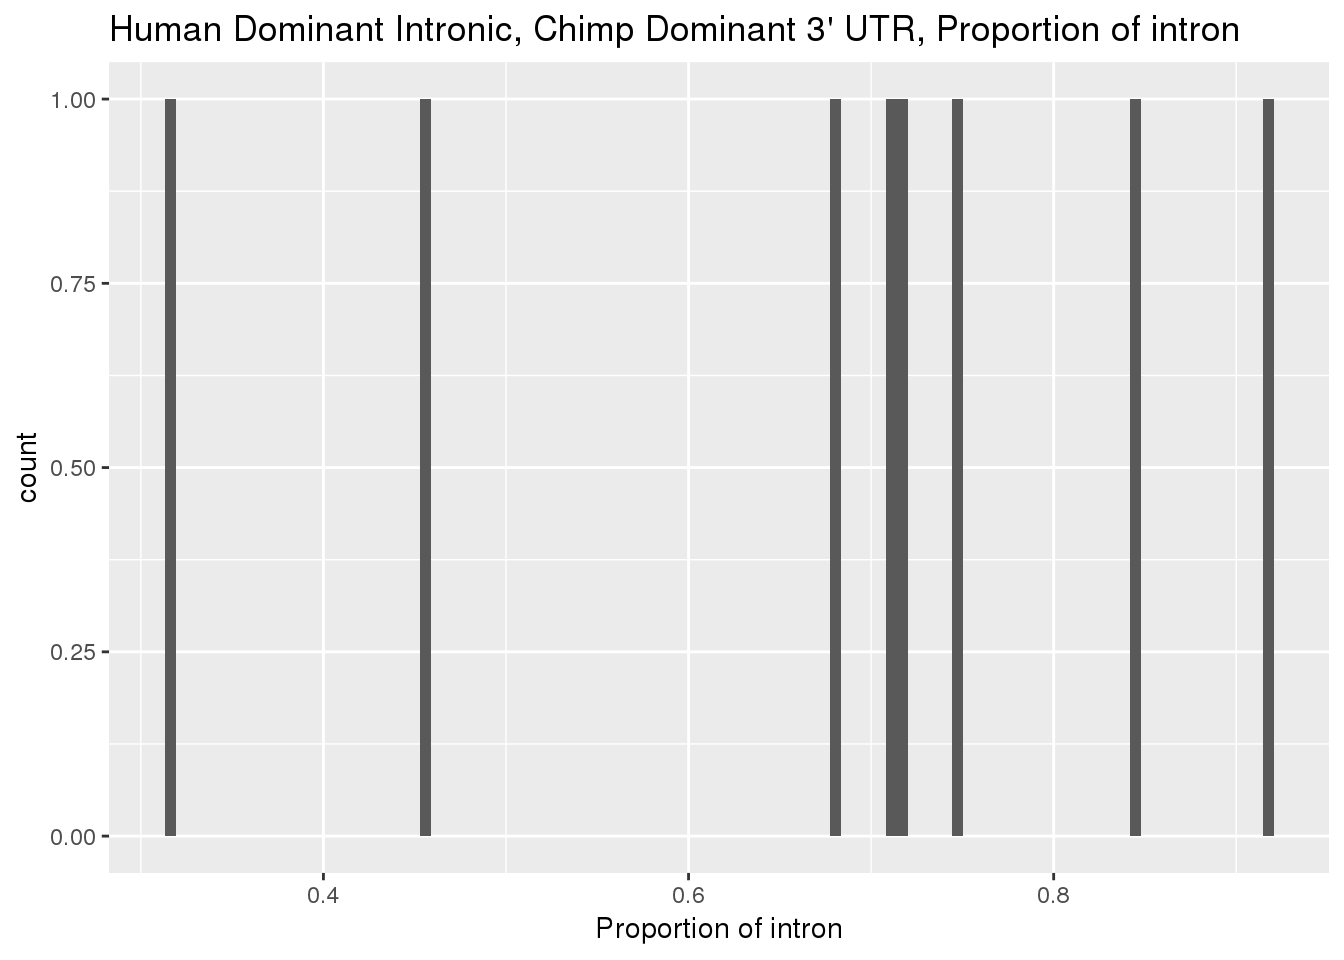 Human Dominant Intronic, Chimp Dominant 3' UTR, Proportion of intron
1.00
0.75
0.50
0.25
0.00
count
0.4 0.6 0.8
Proportion of intron